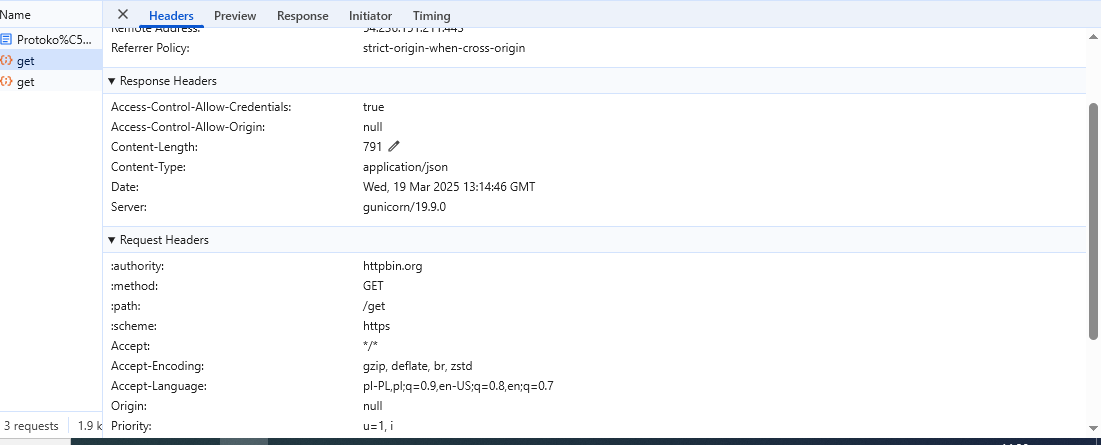 Name
Headers Preview Response Initiator Timing
Protoko%C5...
get
get
Remote Address:
Referrer Policy: strict-origin-when-cross-origin
Response Headers
Access-Control-Allow-Credentials: true
Access-Control-Allow-Origin: null
Content-Length: 791
Content-Type: application/json
Date: Wed, 19 Mar 2025 13:14:46 GMT
Server: gunicorn/19.9.0
Request Headers
:authority: httpbin.org
:method: GET
:path: /get
:scheme: https
Accept: */*
Accept-Encoding: gzip, deflate, br, zstd
Accept-Language: pl-PL,pl;q=0.9,en-US;q=0.8,en;q=0.7
Origin: null
Priority: u=1, i
3 requests 1.9 k